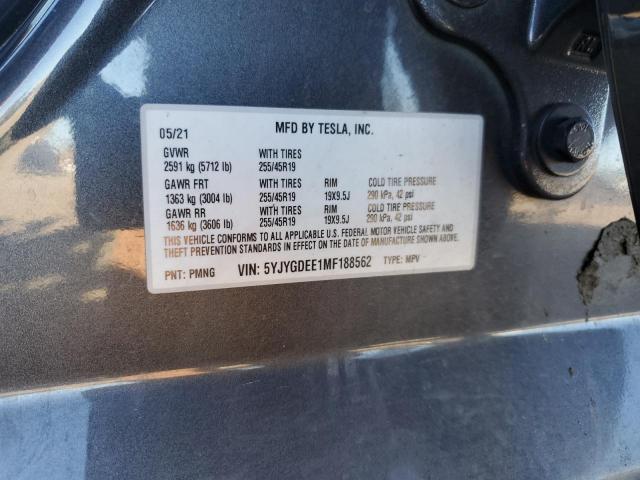 05/21 MFD BY TESLA, INC.
GVWR WITH TIRES
2591 kg (5712 lb) 255/45R19
GAWR FRT WITH TIRES RIM COLD TIRE PRESSURE
1363 kg (3004 lb) 255/45R19 19X9.5J 290 kPa, 42 psi
GAWR RR WITH TIRES RIM COLD TIRE PRESSURE
1636 kg (3606 lb) 255/45R19 19X9.5J 290 kPa, 42 psi
THIS VEHICLE CONFORMS TO ALL APPLICABLE U.S. FEDERAL MOTOR VEHICLE SAFETY AND
THEFT PREVENTION STANDARDS IN EFFECT ON THE DATE OF MANUFACTURE SHOWN ABOVE.
PNT: PMNG VIN: 5YJYGDEE1MF188562 TYPE: MPV